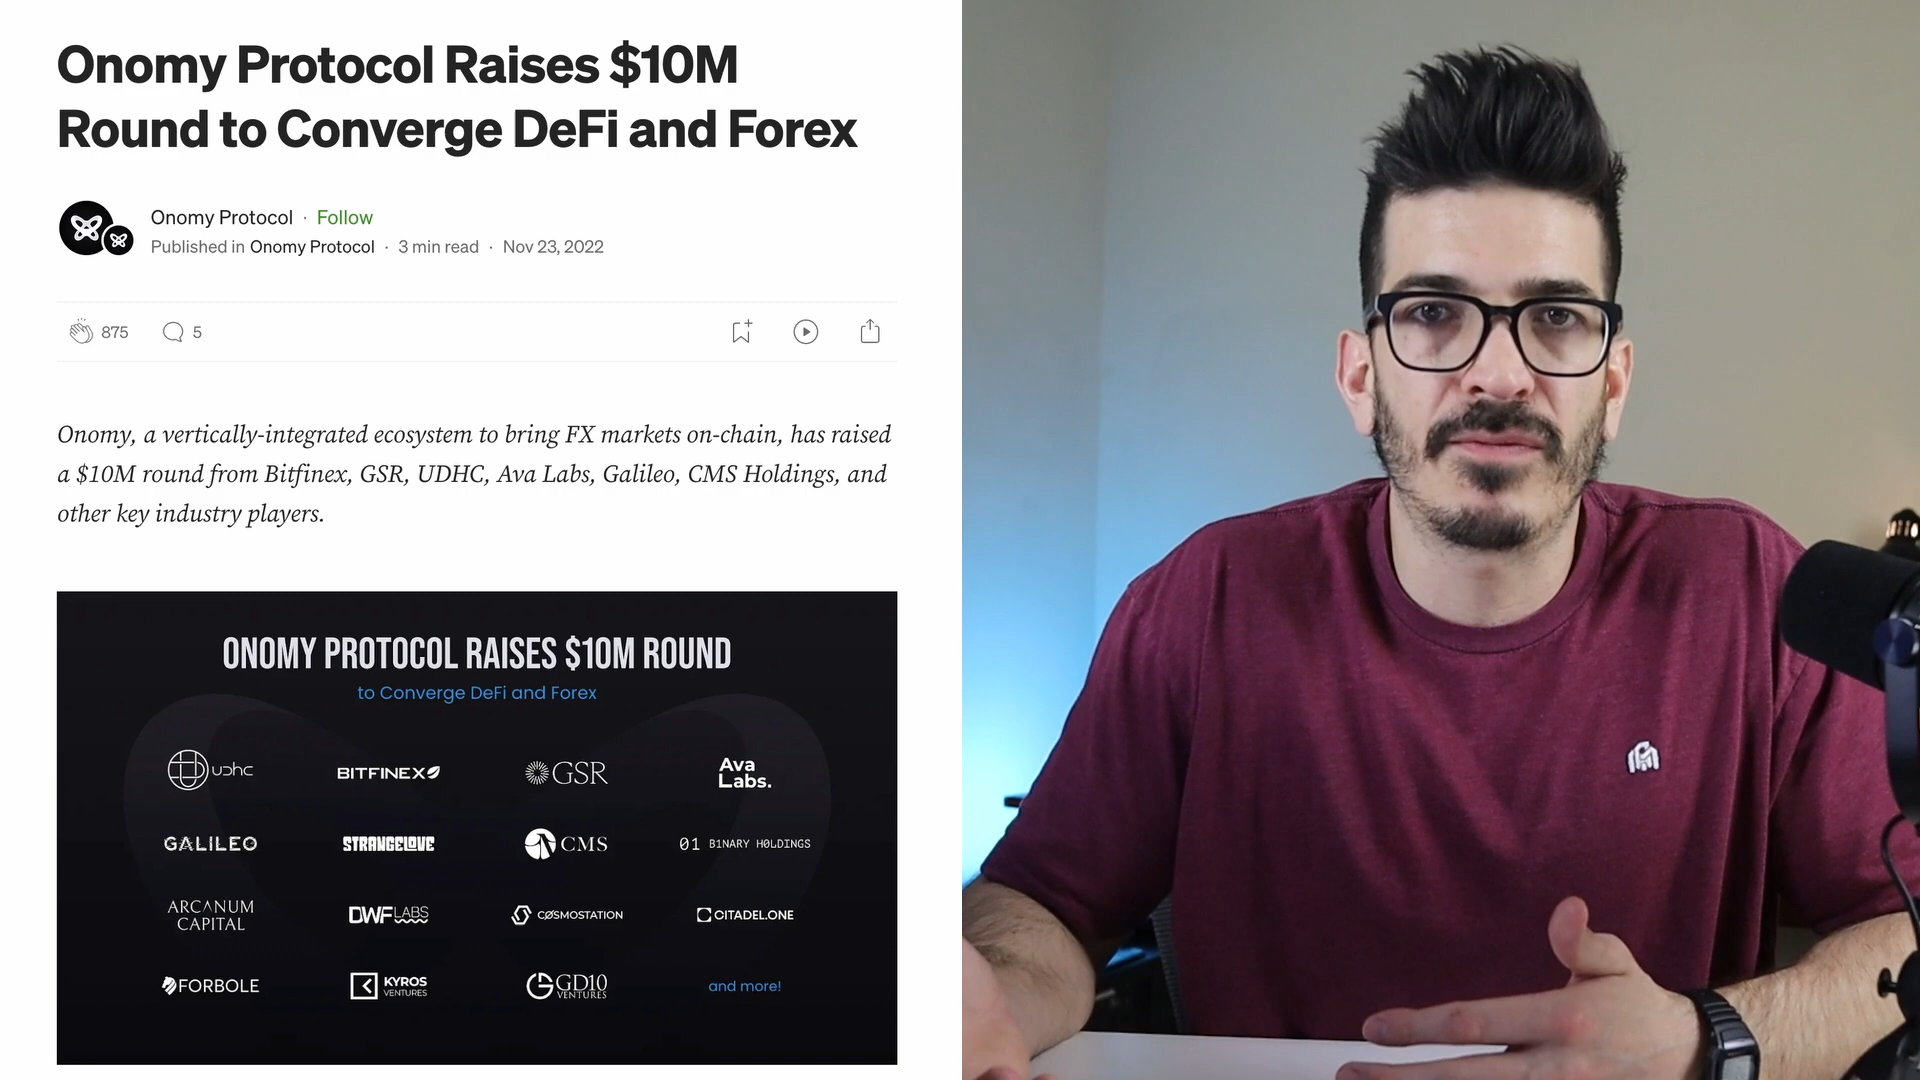 Onomy Protocol Raises $10M
Round to Converge DeFi and Forex
Onomy Protocol · Follow
Published in Onomy Protocol · 3 min read · Nov 23, 2022
875 5
Onomy, a vertically-integrated ecosystem to bring FX markets on-chain, has raised
a $10M round from Bitfinex, GSR, UDHC, Ava Labs, Galileo, CMS Holdings, and
other key industry players.
ONOMY PROTOCOL RAISES $10M ROUND
to Converge DeFi and Forex
udhc BITFINEX GSR Ava Labs.
GALILEO STRANGELOVE CMS 01 B1NARY H0LDINGS
ARCANUM CAPITAL DWF LABS CØSMOSTATION CITADEL.ONE
FORBOLE KYROS VENTURES GD10 VENTURES and more!